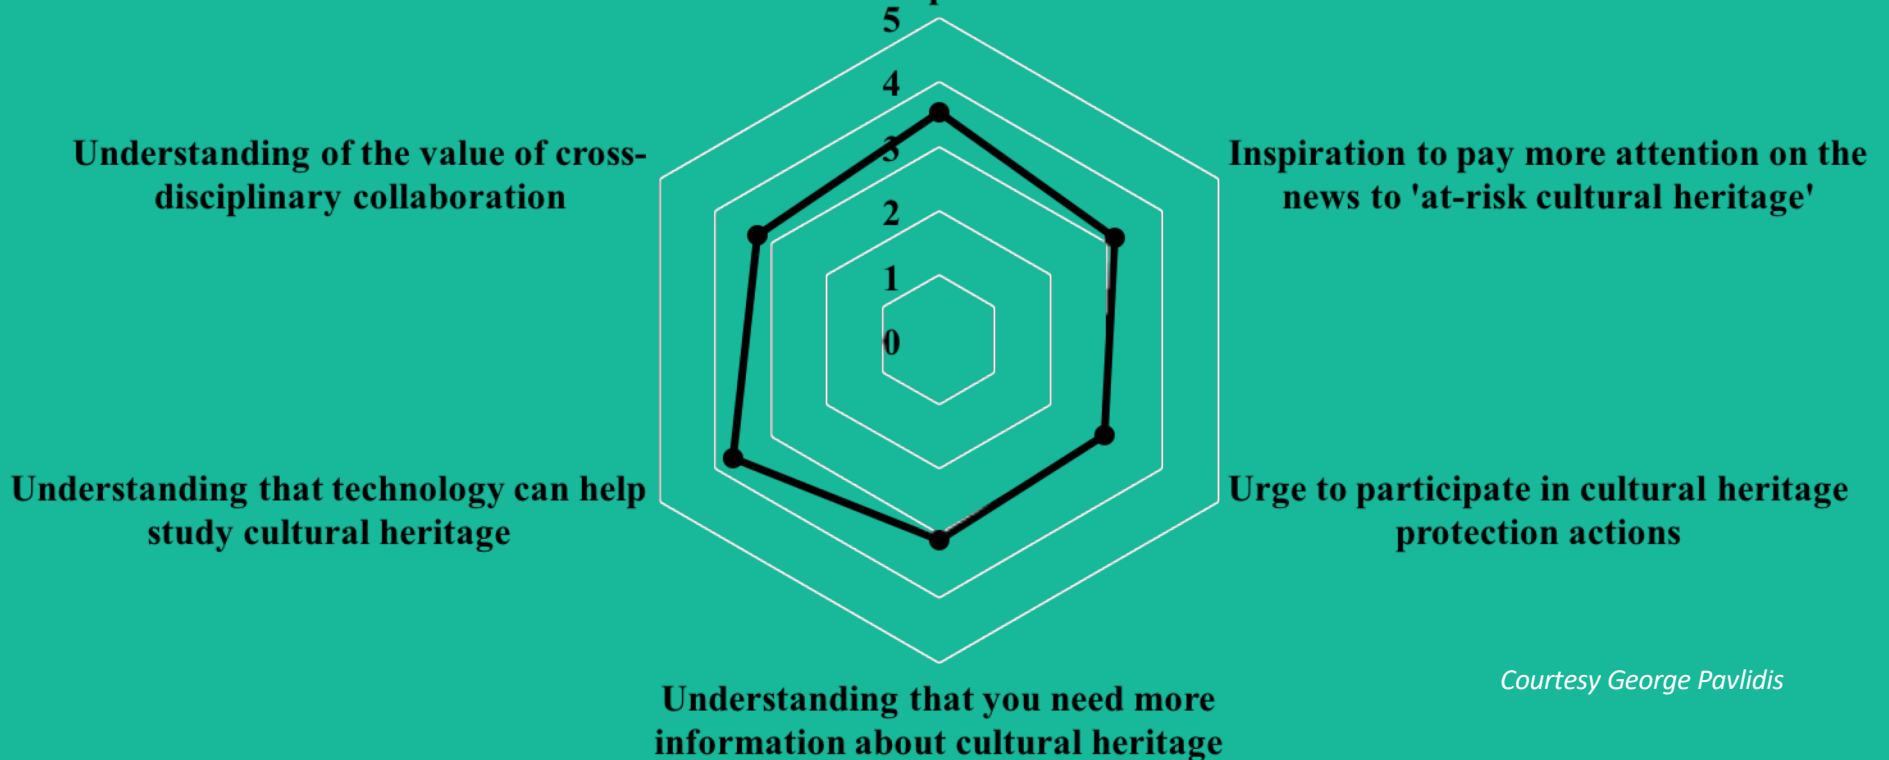 5
4
3
2
1
0
Understanding of the value of cross-
disciplinary collaboration
Inspiration to pay more attention on the
news to 'at-risk cultural heritage'
Understanding that technology can help
study cultural heritage
Urge to participate in cultural heritage
protection actions
Understanding that you need more
information about cultural heritage
Courtesy George Pavlidis